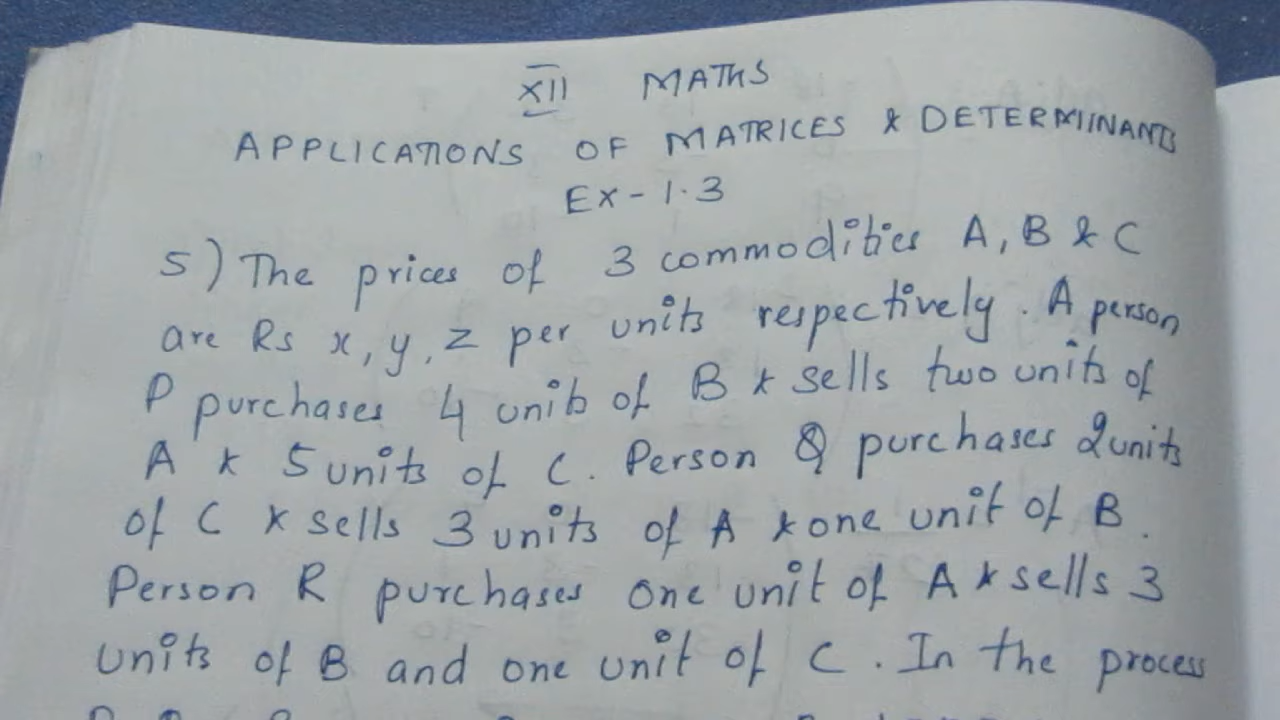 XII MATHS
APPLICATIONS OF MATRICES & DETERMINANTS
EX-1.3
5) The prices of 3 commodities A, B & C
are Rs x, y, z per units respectively. A person
P purchases 4 units of B & sells two units of
A & 5 units of C. Person Q purchases 2 units
of C & sells 3 units of A & one unit of B.
Person R purchases one unit of A & sells 3
units of B and one unit of C. In the process